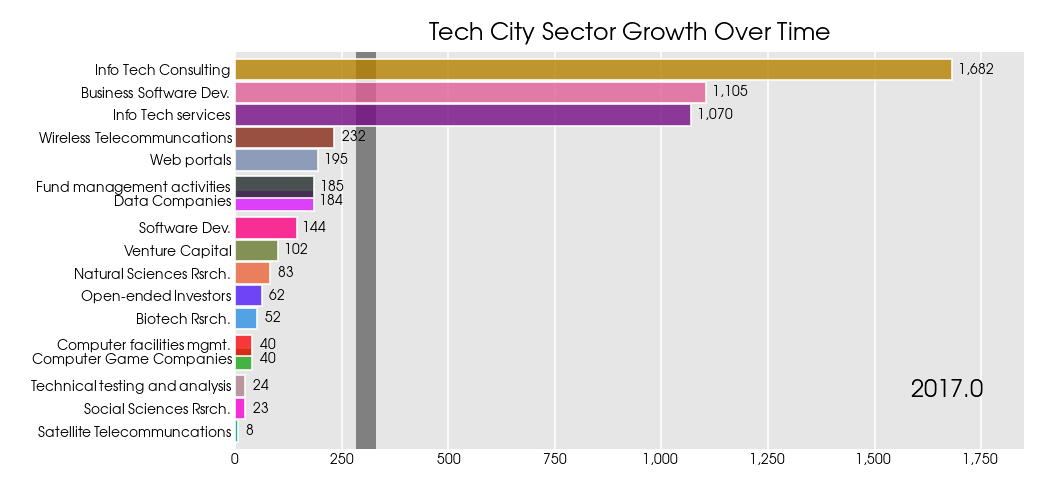 Tech City Sector Growth Over Time
Info Tech Consulting 1,682
Business Software Dev. 1,105
Info Tech services 1,070
Wireless Telecommuncations 232
Web portals 195
Fund management activities 185
Data Companies 184
Software Dev. 144
Venture Capital 102
Natural Sciences Rsrch. 83
Open-ended Investors 62
Biotech Rsrch. 52
Computer facilities mgmt. 40
Computer Game Companies 40
Technical testing and analysis 24
2017.0
Social Sciences Rsrch. 23
Satellite Telecommuncations 8
0 250 500 750 1,000 1,250 1,500 1,750